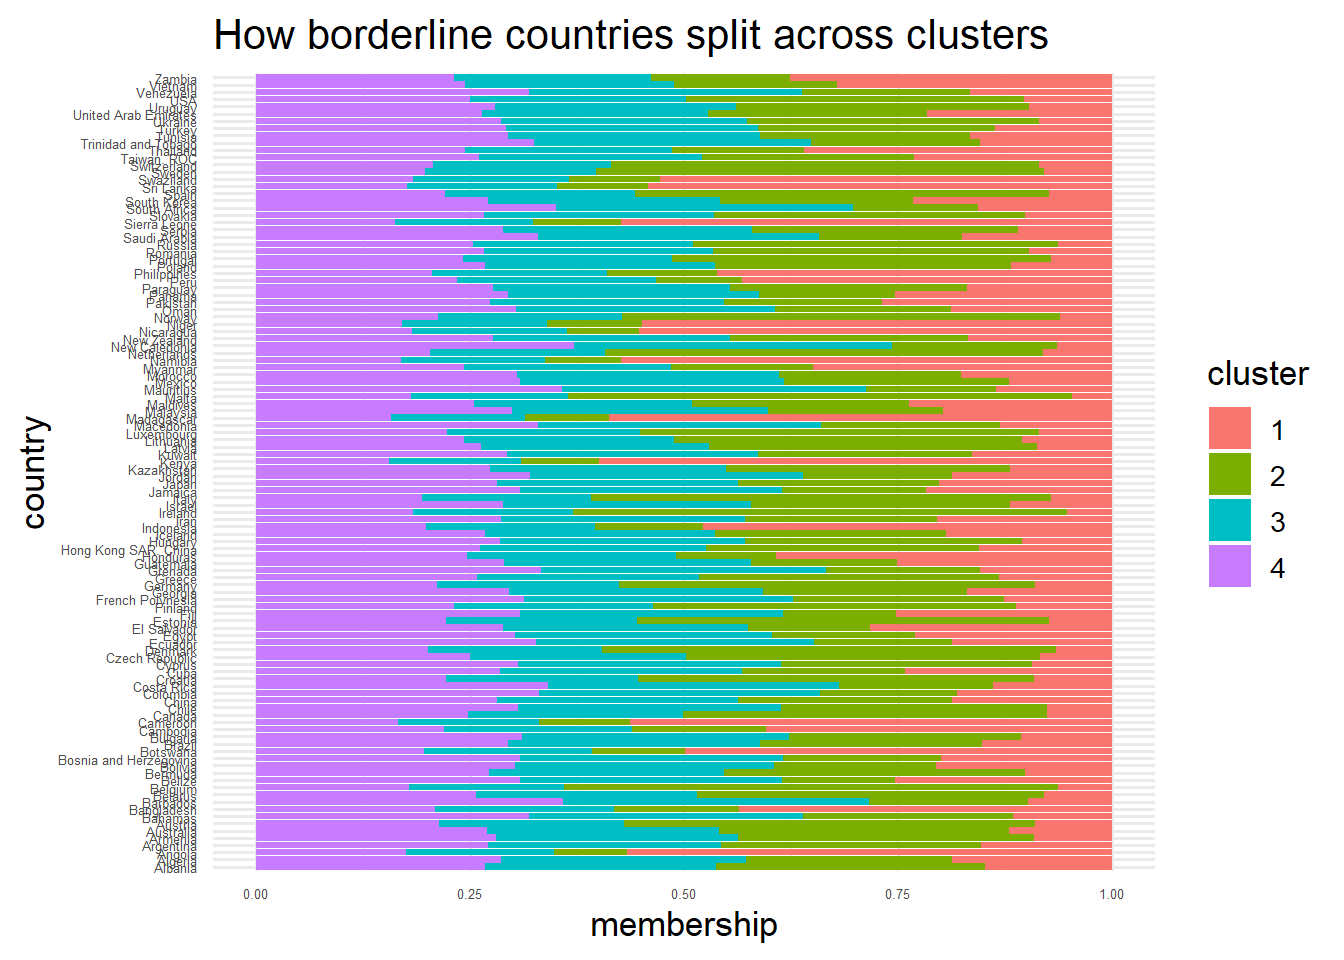 How borderline countries split across clusters
Zambia
Vietnam
Venezuela
USA
Uruguay
United Arab Emirates
Ukraine
Turkey
Tunisia
Trinidad and Tobago
Thailand
Taiwan, ROC
Switzerland
Sweden
Swaziland
Sri Lanka
Spain
South Korea
South Africa
Slovakia
Sierra Leone
Serbia
Saudi Arabia
Russia
Romania
Portugal
Poland
Philippines
Peru
Paraguay
Panama
Pakistan
Oman
Norway
Niger
Nicaragua
New Zealand
New Caledonia
Netherlands
Namibia
Myanmar
Morocco
Mexico
Mauritius
Malta
Maldives
Malaysia
Madagascar
Macedonia
Luxembourg
Lithuania
Latvia
Kuwait
Kenya
Kazakhstan
Jordan
Japan
Jamaica
Italy
Israel
Ireland
Iran
Indonesia
Iceland
Hungary
Hong Kong SAR, China
Honduras
Guatemala
Grenada
Greece
Germany
Georgia
French Polynesia
Finland
Fiji
Estonia
El Salvador
Egypt
Ecuador
Denmark
Czech Republic
Cyprus
Cuba
Croatia
Costa Rica
Colombia
China
Chile
Canada
Cameroon
Cambodia
Bulgaria
Brazil
Botswana
Bosnia and Herzegovina
Bolivia
Bermuda
Belize
Belgium
Belarus
Barbados
Bangladesh
Bahamas
Austria
Australia
Armenia
Argentina
Angola
Algeria
Albania
country
0.00 0.25 0.50 0.75 1.00
membership
cluster
1
2
3
4